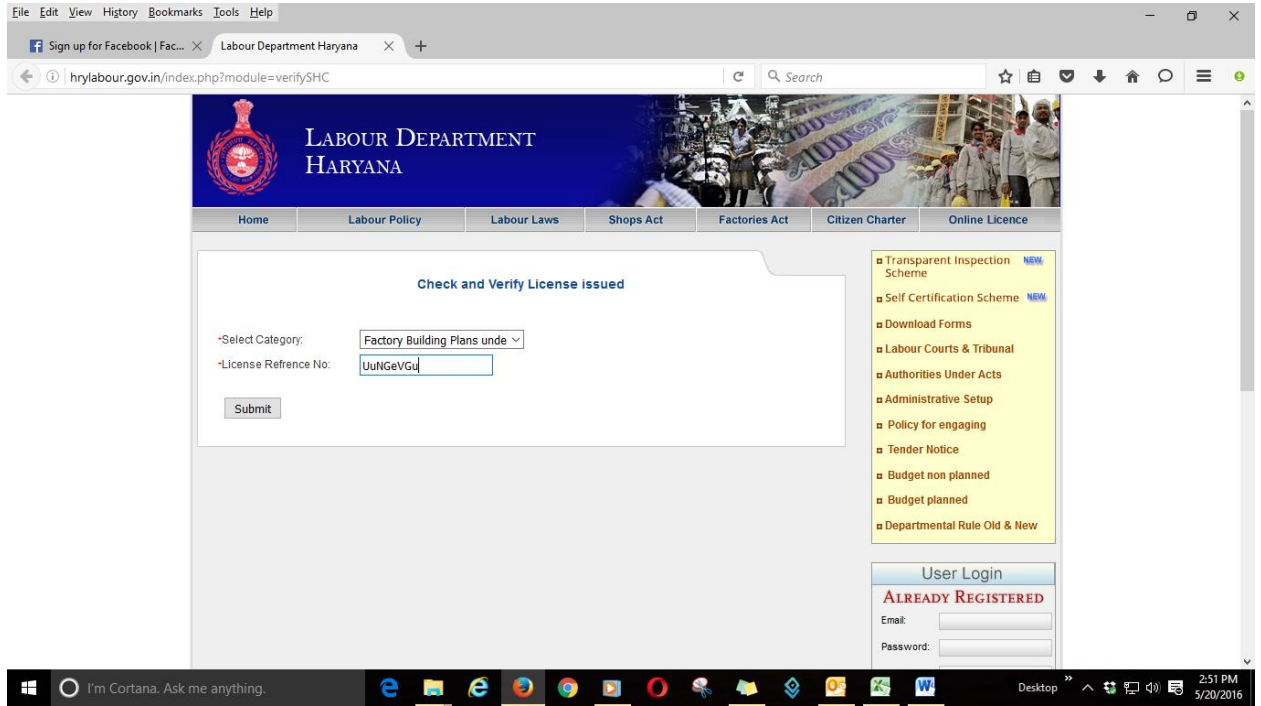 File Edit View History Bookmarks Tools Help
Sign up for Facebook | Fac... Labour Department Haryana
hrylabour.gov.in/index.php?module=verifySHC
Search
LABOUR DEPARTMENT
HARYANA
Home Labour Policy Labour Laws Shops Act Factories Act Citizen Charter Online Licence
Check and Verify License issued
*Select Category: Factory Building Plans unde
*License Refrence No: UuNGeVGu
Submit
Transparent Inspection NEW
Scheme
Self Certification Scheme NEW
Download Forms
Labour Courts & Tribunal
Authorities Under Acts
Administrative Setup
Policy for engaging
Tender Notice
Budget non planned
Budget planned
Departmental Rule Old & New
User Login
ALREADY REGISTERED
Email:
Password:
I'm Cortana. Ask me anything.
Desktop
2:51 PM
5/20/2016